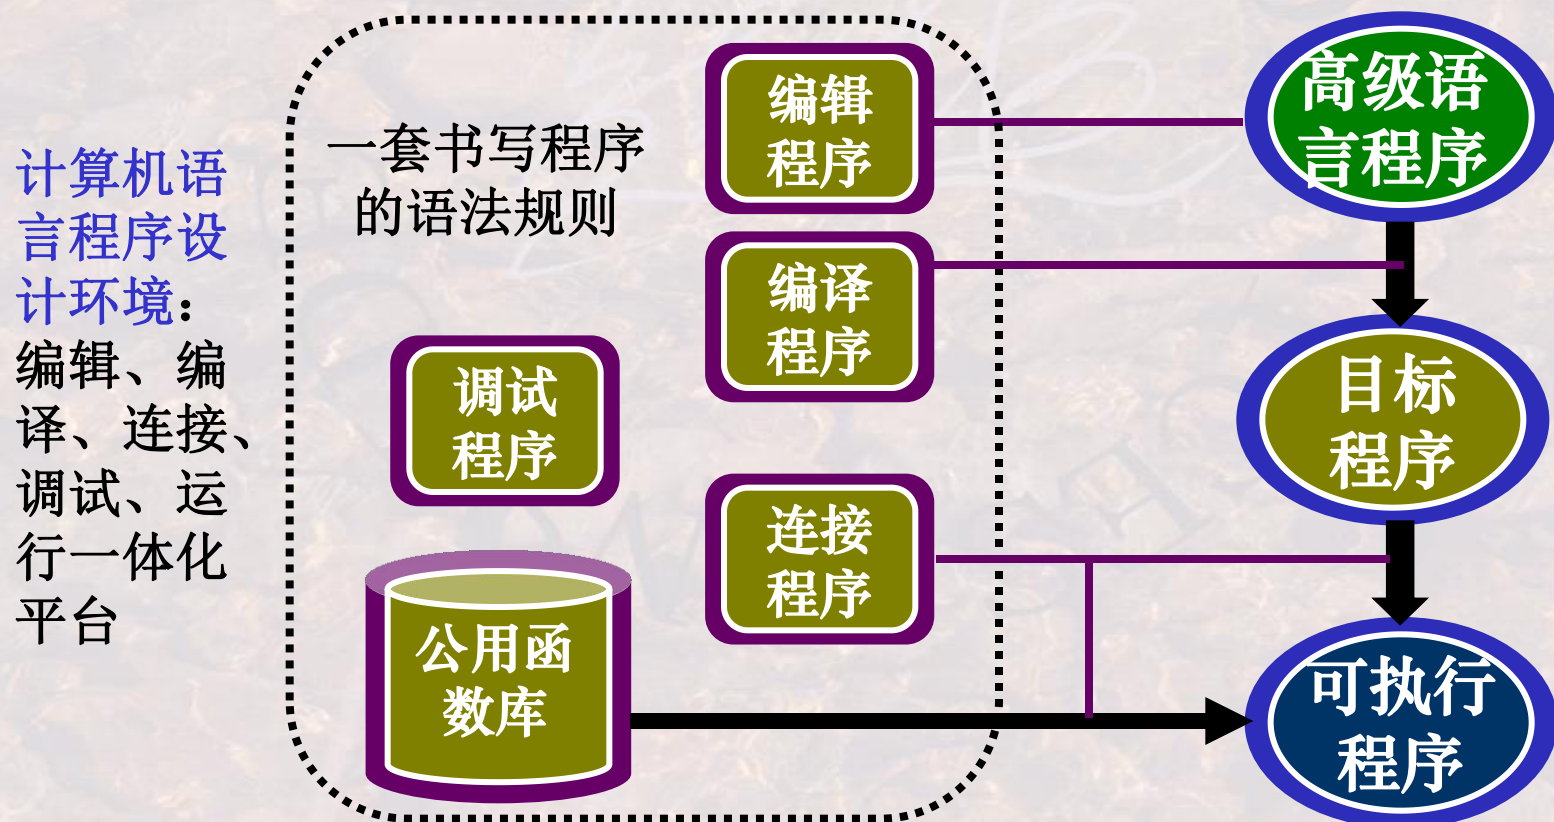 计算机语
言程序设
计环境：
编辑、编
译、连接、
调试、运
行一体化
平台
一套书写程序
的语法规则
编辑
程序
编译
程序
调试
程序
连接
程序
公用函
数库
高级语
言程序
目标
程序
可执行
程序